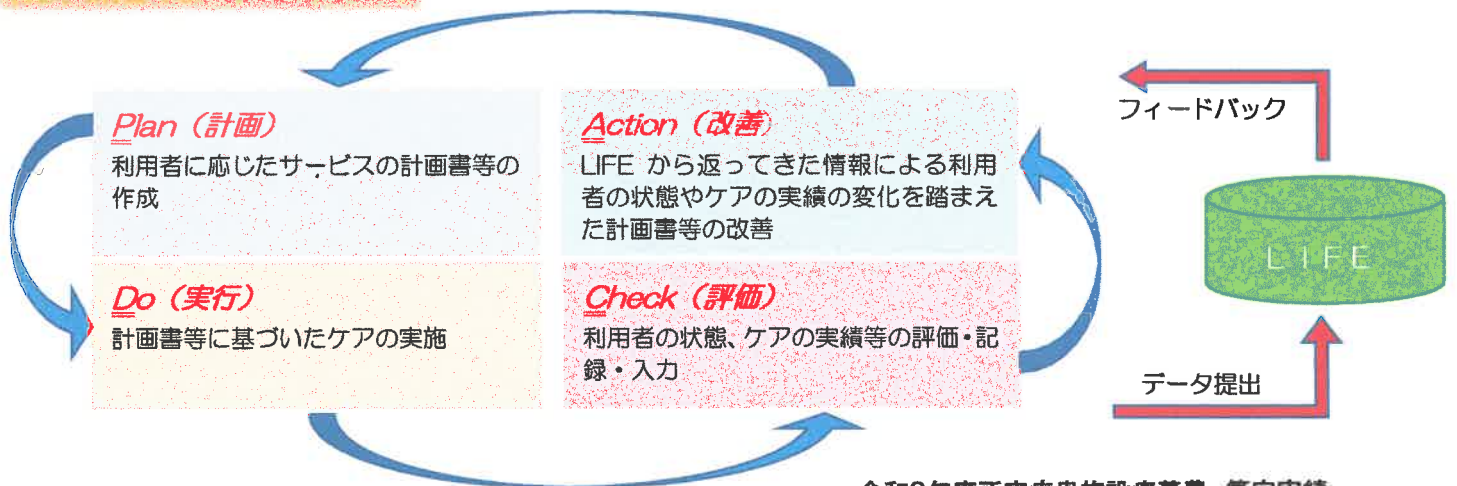 Plan（計画）
利用者に応じたサービスの計画書等の
作成
Action（改善）
LIFE から返ってきた情報による利用
者の状態やケアの実績の変化を踏まえ
た計画書等の改善
Do（実行）
計画書等に基づいたケアの実施
Check（評価）
利用者の状態、ケアの実績等の評価・記
録・入力
フィードバック
LIFE
データ提出